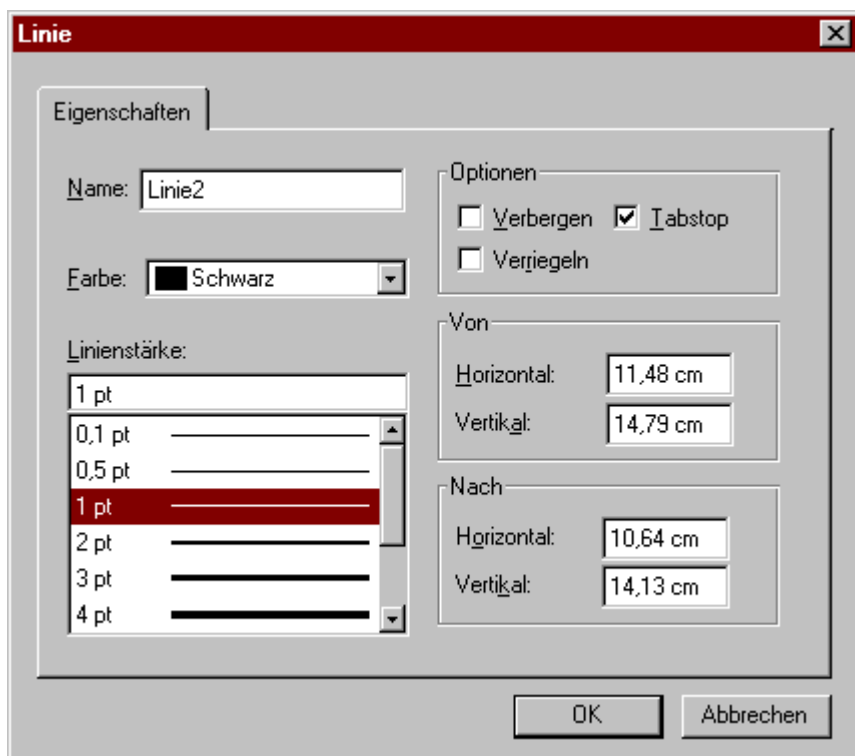 Linie
Eigenschaften
Name: Linie2
Farbe: Schwarz
Linienstärke:
1 pt
0,1 pt
0,5 pt
1 pt
2 pt
3 pt
4 pt
Optionen
Verbergen Tabstop
Verriegeln
Von
Horizontal: 11,48 cm
Vertikal: 14,79 cm
Nach
Horizontal: 10,64 cm
Vertikal: 14,13 cm
OK Abbrechen